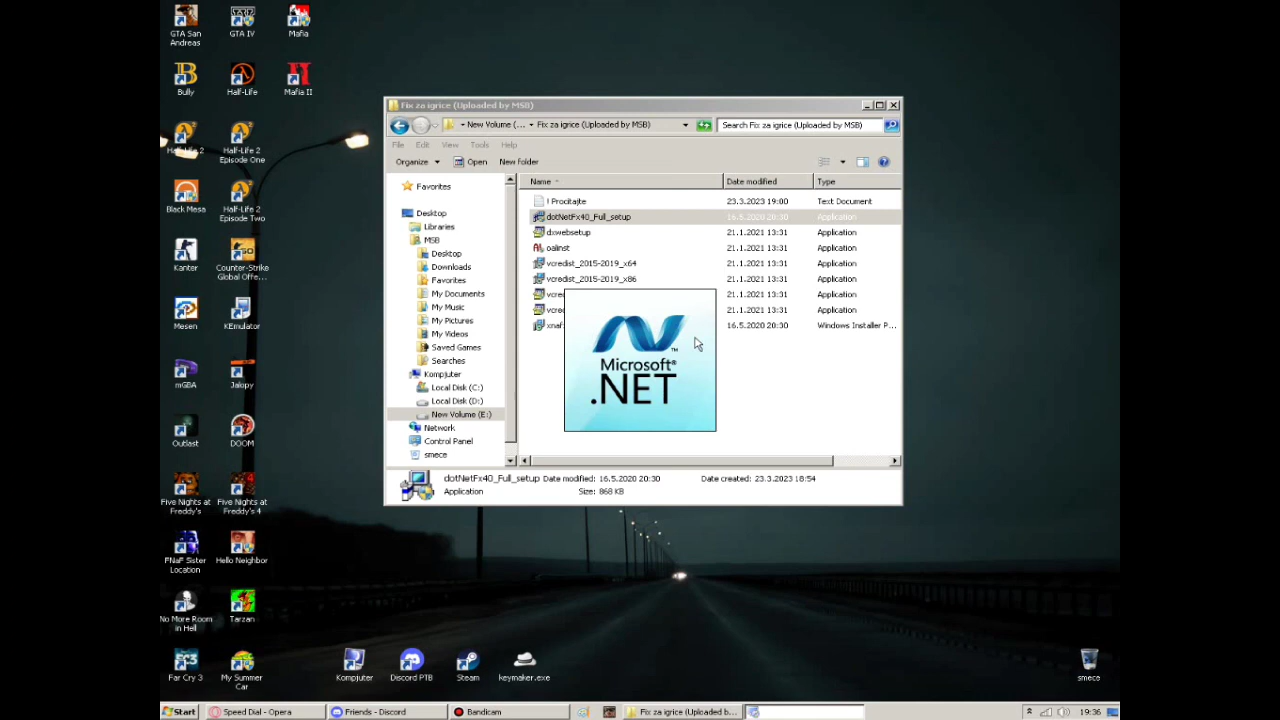 GTA San
Andreas
GTA IV
Mafia
Bully
Half-Life
Mafia II
Half-Life 2
Half-Life 2
Episode One
Black Mesa
Half-Life 2
Episode Two
Kanter
Counter-Strike
Global Offe...
Mesen
KEmulator
mGBA
Jalopy
Outlast
DOOM
Five Nights at
Freddy's
Five Nights at
Freddy's 4
FNaF Sister
Location
Hello Neighbor
No More Room
in Hell
Tarzan
Far Cry 3
My Summer
Car
Kompjuter
Discord PTB
Steam
keymaker.exe
smece
Fix za igrice (Uploaded by MSB)
New Volume (... Fix za igrice (Uploaded by MSB)
Search Fix za igrice (Uploaded by MSB)
File Edit View Tools Help
Organize Open New folder
Favorites
Desktop
Libraries
MSB
Desktop
Downloads
Favorites
My Documents
My Music
My Pictures
My Videos
Saved Games
Searches
Kompjuter
Local Disk (C:)
Local Disk (D:)
New Volume (E:)
Network
Control Panel
smece
Name Date modified Type
! Procitajte 23.3.2023 19:00 Text Document
dotNetFx40_Full_setup 16.5.2020 20:30 Application
dxwebsetup 21.1.2021 13:31 Application
oalinst 21.1.2021 13:31 Application
vcredist_2015-2019_x64 21.1.2021 13:31 Application
vcredist_2015-2019_x86 21.1.2021 13:31 Application
vcre 21.1.2021 13:31 Application
vcre 21.1.2021 13:31 Application
xnaf 16.5.2020 20:30 Windows Installer P...
Microsoft®
.NET™
dotNetFx40_Full_setup Date modified: 16.5.2020 20:30 Date created: 23.3.2023 18:54
Application Size: 868 KB
Start
Speed Dial - Opera
Friends - Discord
Bandicam
Fix za igrice (Uploaded b...
19:36